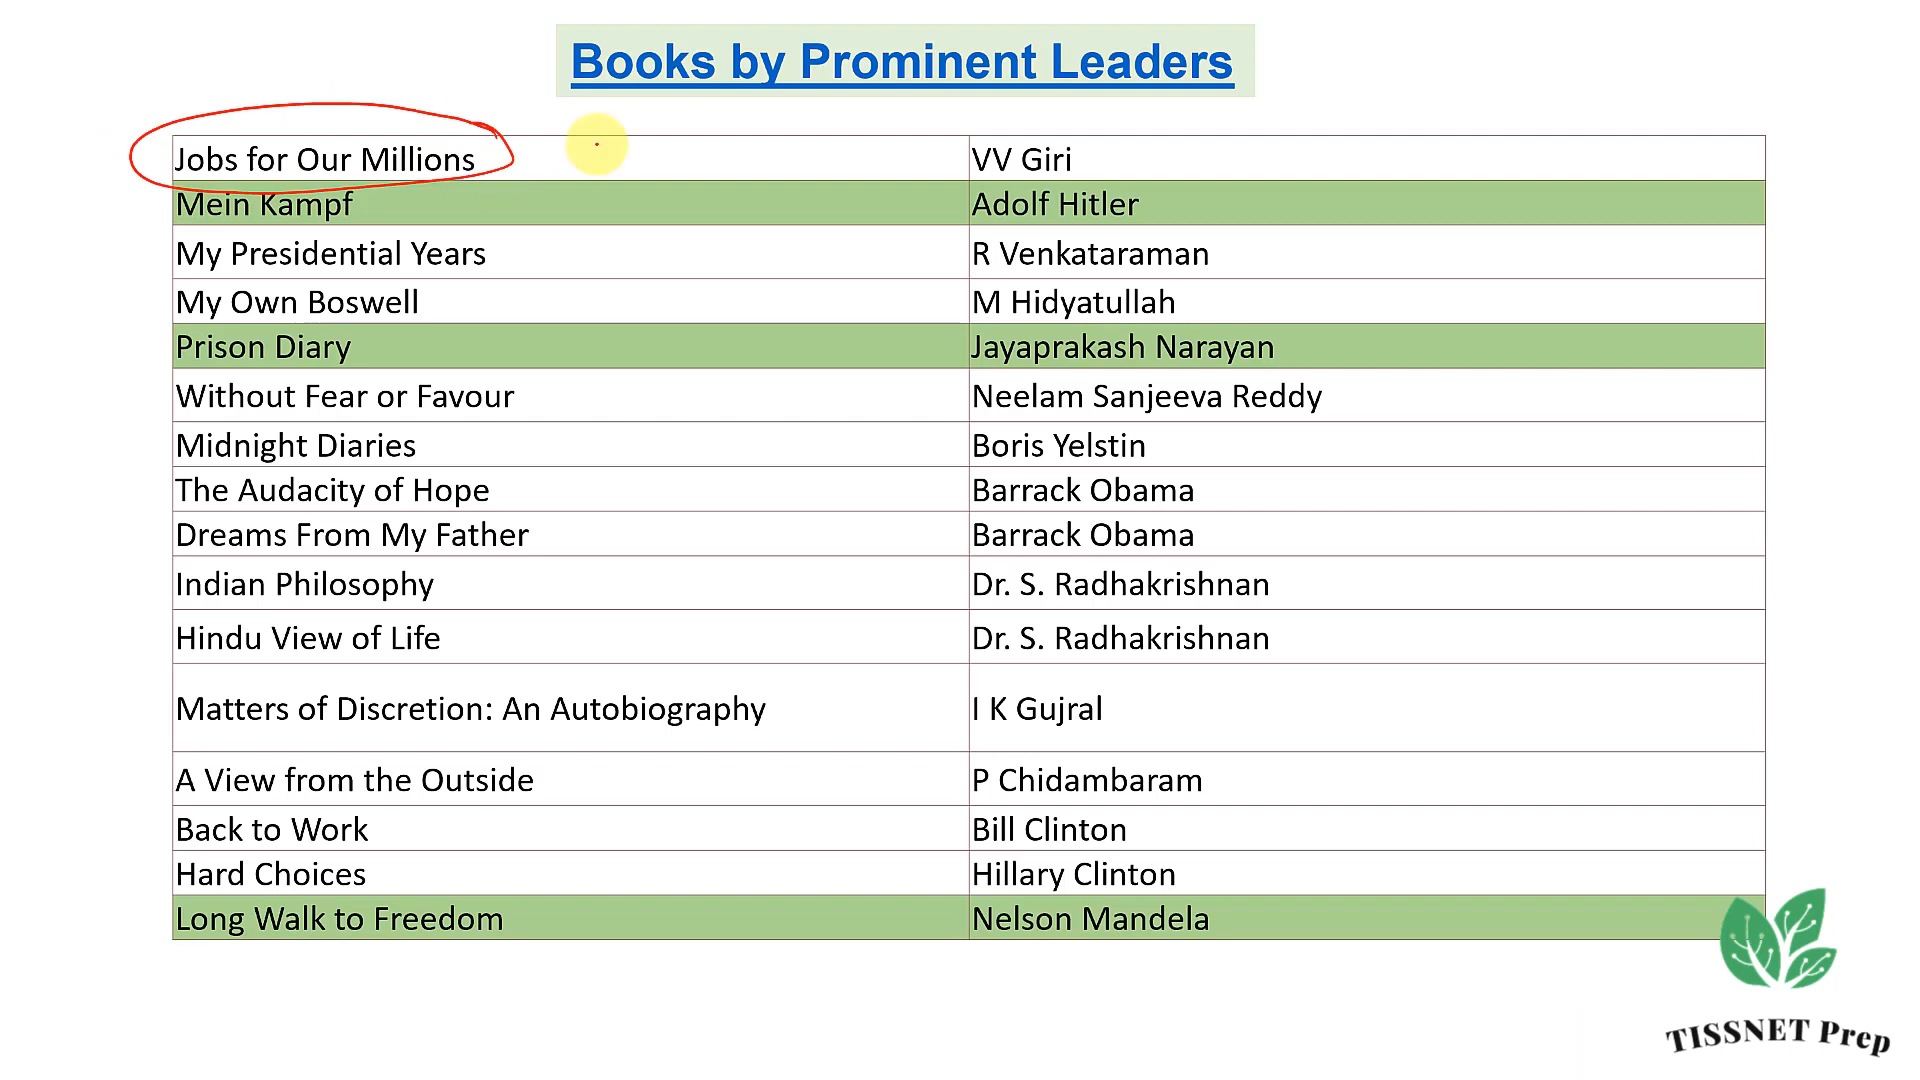 Books by Prominent Leaders
Jobs for Our Millions VV Giri
Mein Kampf Adolf Hitler
My Presidential Years R Venkataraman
My Own Boswell M Hidyatullah
Prison Diary Jayaprakash Narayan
Without Fear or Favour Neelam Sanjeeva Reddy
Midnight Diaries Boris Yelstin
The Audacity of Hope Barrack Obama
Dreams From My Father Barrack Obama
Indian Philosophy Dr. S. Radhakrishnan
Hindu View of Life Dr. S. Radhakrishnan
Matters of Discretion: An Autobiography I K Gujral
A View from the Outside P Chidambaram
Back to Work Bill Clinton
Hard Choices Hillary Clinton
Long Walk to Freedom Nelson Mandela
TISSNET Prep